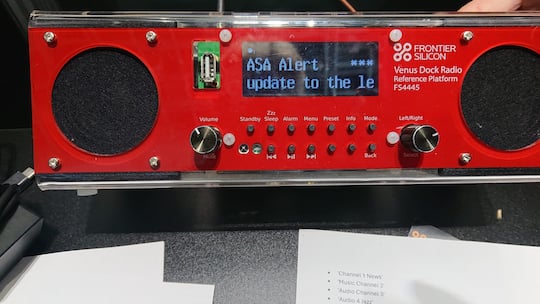 FRONTIER
SILICON
ASA Alert ***
update to the le
Venus Dock Radio
Reference Platform
FS4445
Volume
Standby
Zzz
Sleep
Alarm
Menu
Preset
Info
Mode
Left/Right
Mute
Back
Select
'Channel 1 News'
'Music Channel 2'
'Audio Channel 3'
'Audio 4 Jazz'